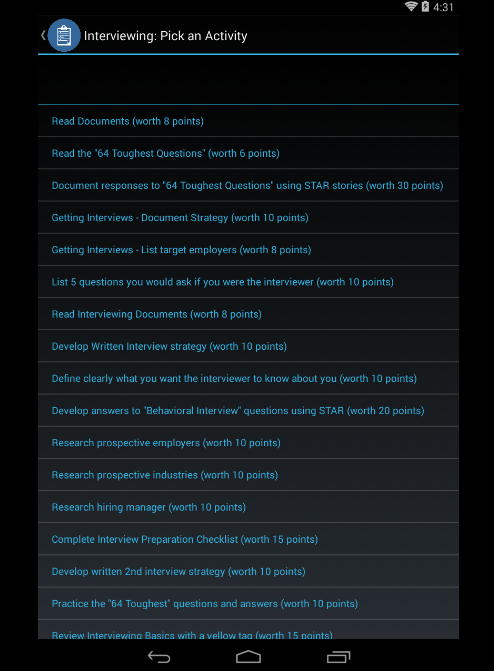 4:31
Interviewing: Pick an Activity
Read Documents (worth 8 points)
Read the "64 Toughest Questions" (worth 6 points)
Document responses to "64 Toughest Questions" using STAR stories (worth 30 points)
Getting Interviews - Document Strategy (worth 10 points)
Getting Interviews - List target employers (worth 8 points)
List 5 questions you would ask if you were the interviewer (worth 10 points)
Read Interviewing Documents (worth 8 points)
Develop Written Interview strategy (worth 10 points)
Define clearly what you want the interviewer to know about you (worth 10 points)
Develop answers to "Behavioral Interview" questions using STAR (worth 20 points)
Research prospective employers (worth 10 points)
Research prospective industries (worth 10 points)
Research hiring manager (worth 10 points)
Complete Interview Preparation Checklist (worth 15 points)
Develop written 2nd interview strategy (worth 10 points)
Practice the "64 Toughest" questions and answers (worth 10 points)
Review Interviewing Basics with a yellow tag (worth 15 points)